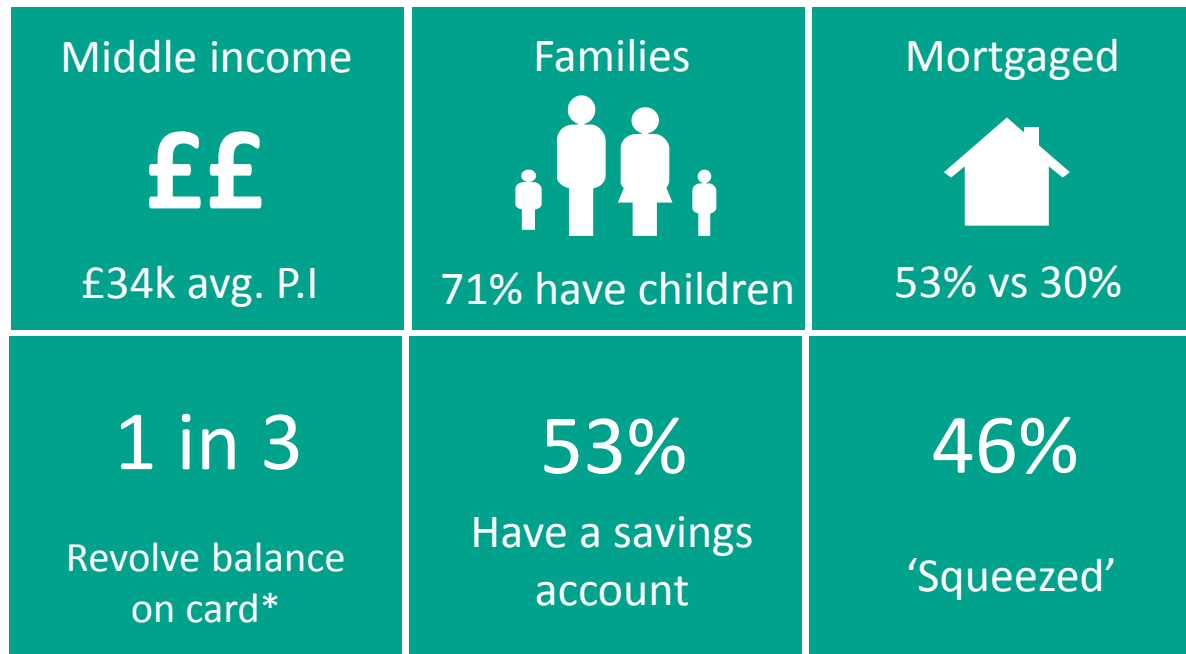 Middle income
££
£34k avg. P.I
Families
71% have children
Mortgaged
53% vs 30%
1 in 3
Revolve balance
on card*
53%
Have a savings
account
46%
‘Squeezed’